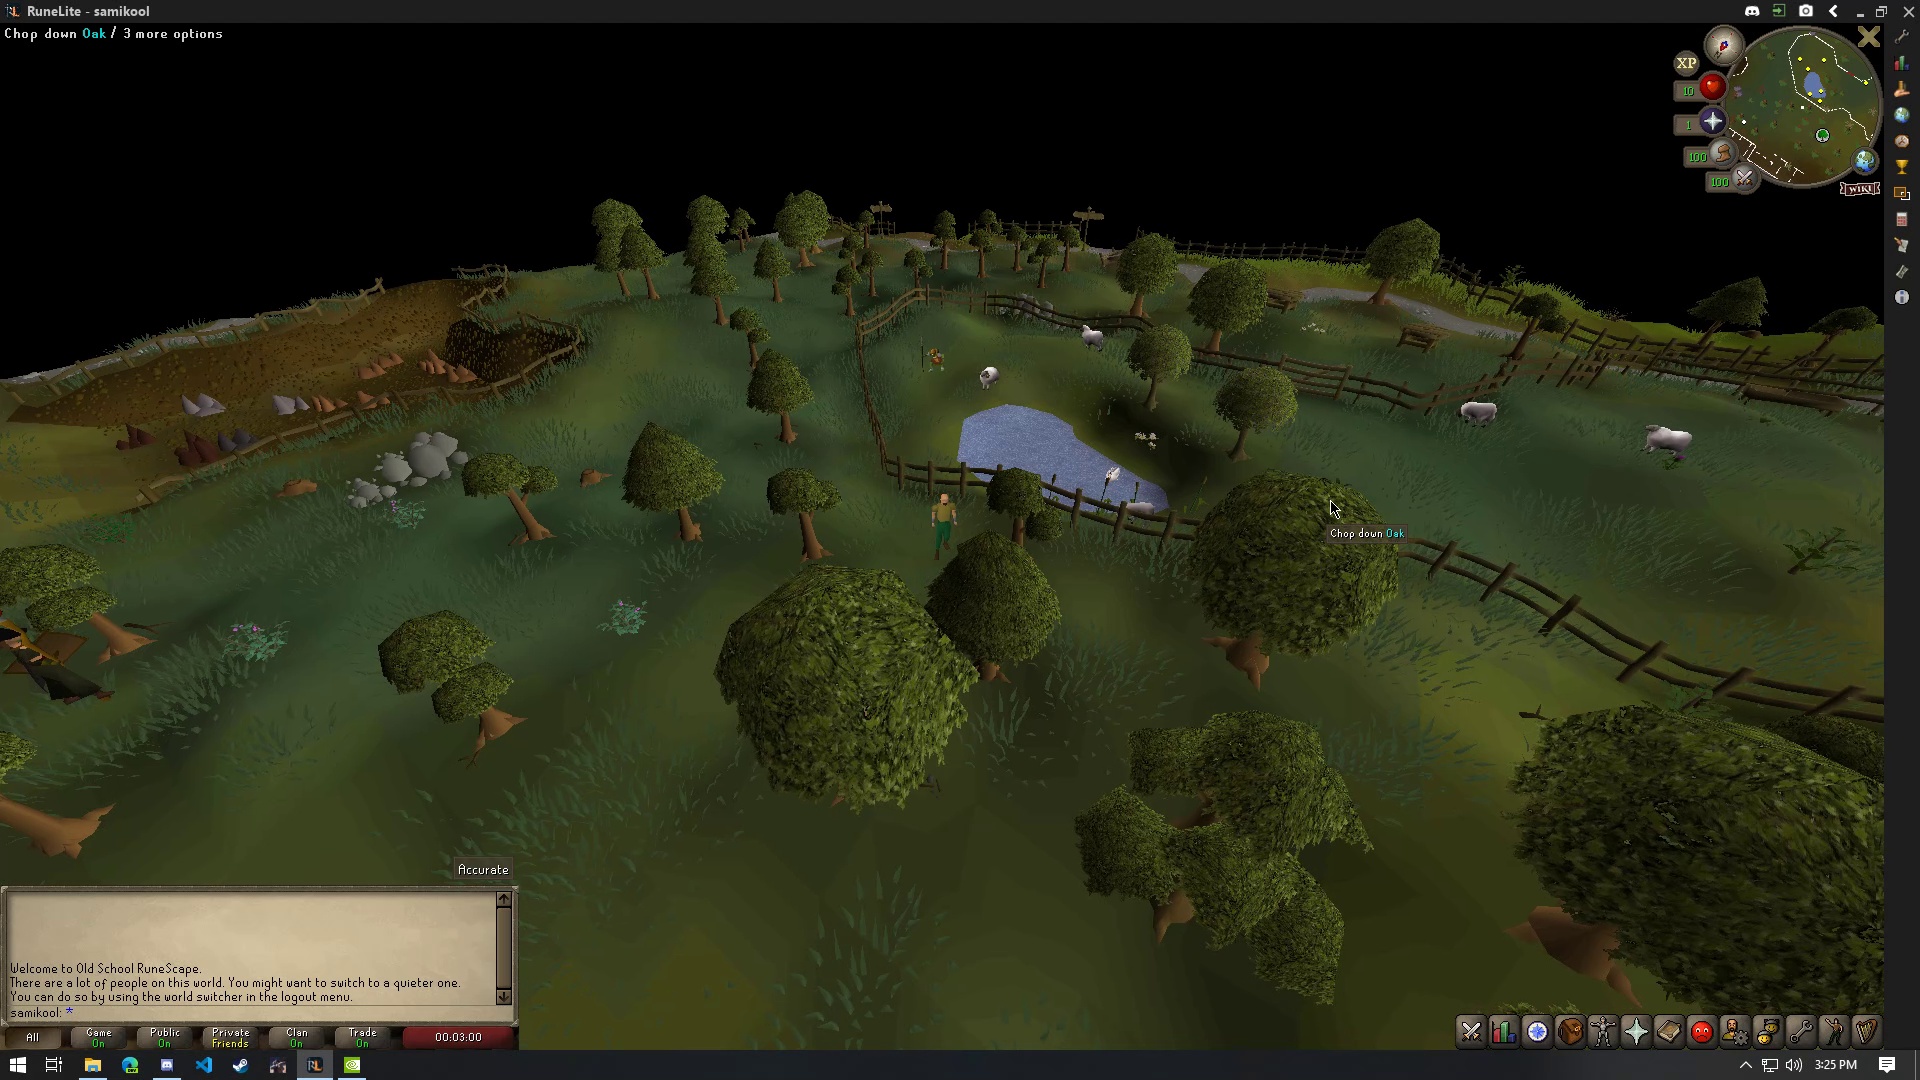 RuneLite - samikool
Chop down Oak / 3 more options
XP
10
1
100
100
WIKI
Chop down Oak
Accurate
Welcome to Old School RuneScape.
There are a lot of people on this world. You might want to switch to a quieter one.
You can do so by using the world switcher in the logout menu.
samikool: *
All
Game
On
Public
On
Private
Friends
Clan
On
Trade
On
00:03:00
3:25 PM